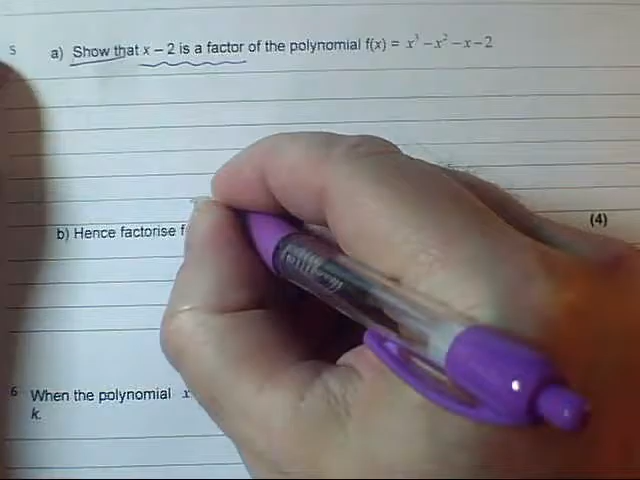 5 a) Show that x − 2 is a factor of the polynomial f(x) = x³ − x² − x − 2
(4)
b) Hence factorise f
6 When the polynomial x
k.